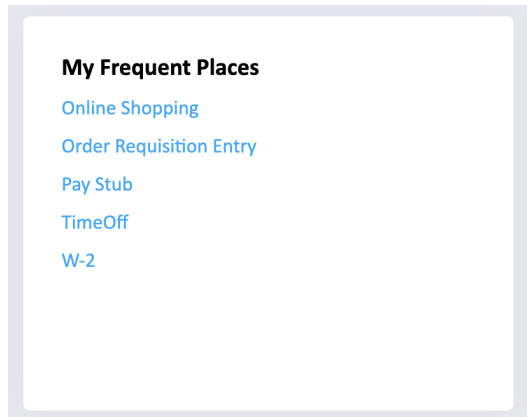 My Frequent Places
Online Shopping
Order Requisition Entry
Pay Stub
TimeOff
W-2